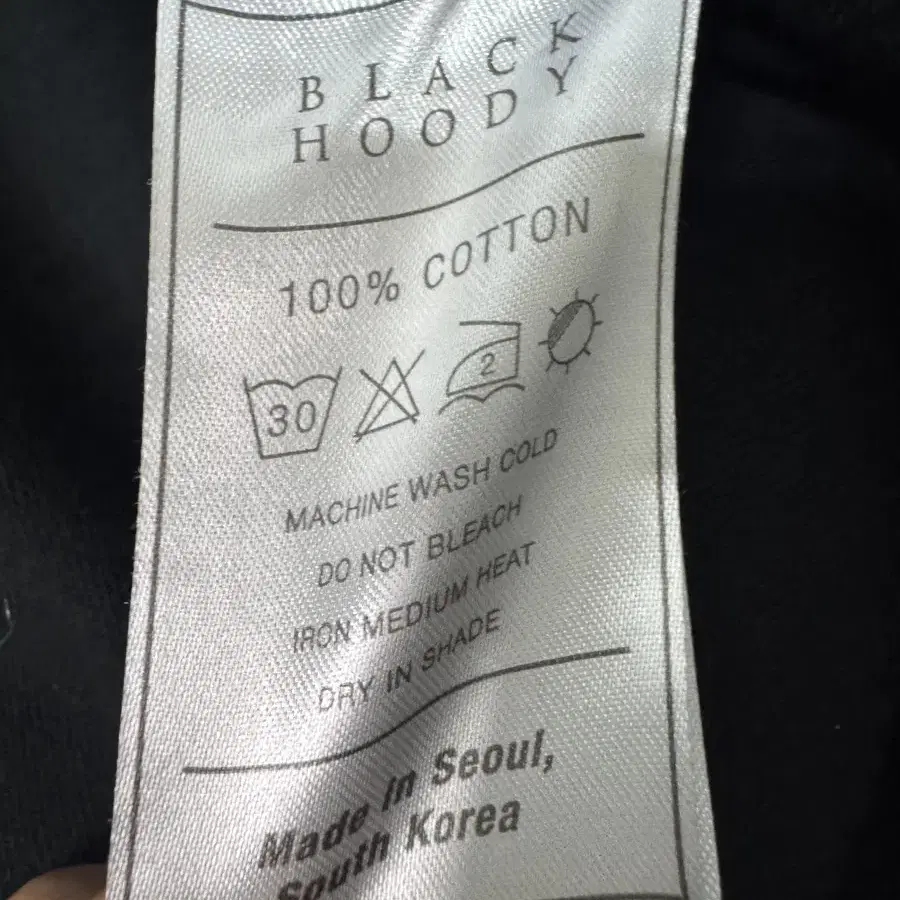 BLACK
HOODY
100% COTTON
30 2
MACHINE WASH COLD
DO NOT BLEACH
IRON MEDIUM HEAT
DRY IN SHADE
Made in Seoul,
South Korea